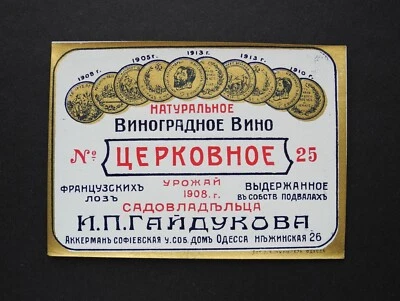 1908 г. 1905 г. 1913 г. 1913 г. 1910 г.
НАТУРАЛЬНОЕ
ВИНОГРАДНОЕ ВИНО
№ ЦЕРКОВНОЕ 25
ФРАНЦУЗСКИХЪ ЛОЗЪ
УРОЖАЙ
1908. г.
ВЫДЕРЖАННОЕ
ВЪ СОБСТВ ПОДВАЛАХЪ
САДОВЛАДѢЛЬЦА
И.П.ГАЙДУКОВА
АККЕРМАНЪ СОФІЕВСКАЯ у. СОБ. ДОМЪ ОДЕССА НѢЖИНСКАЯ 26